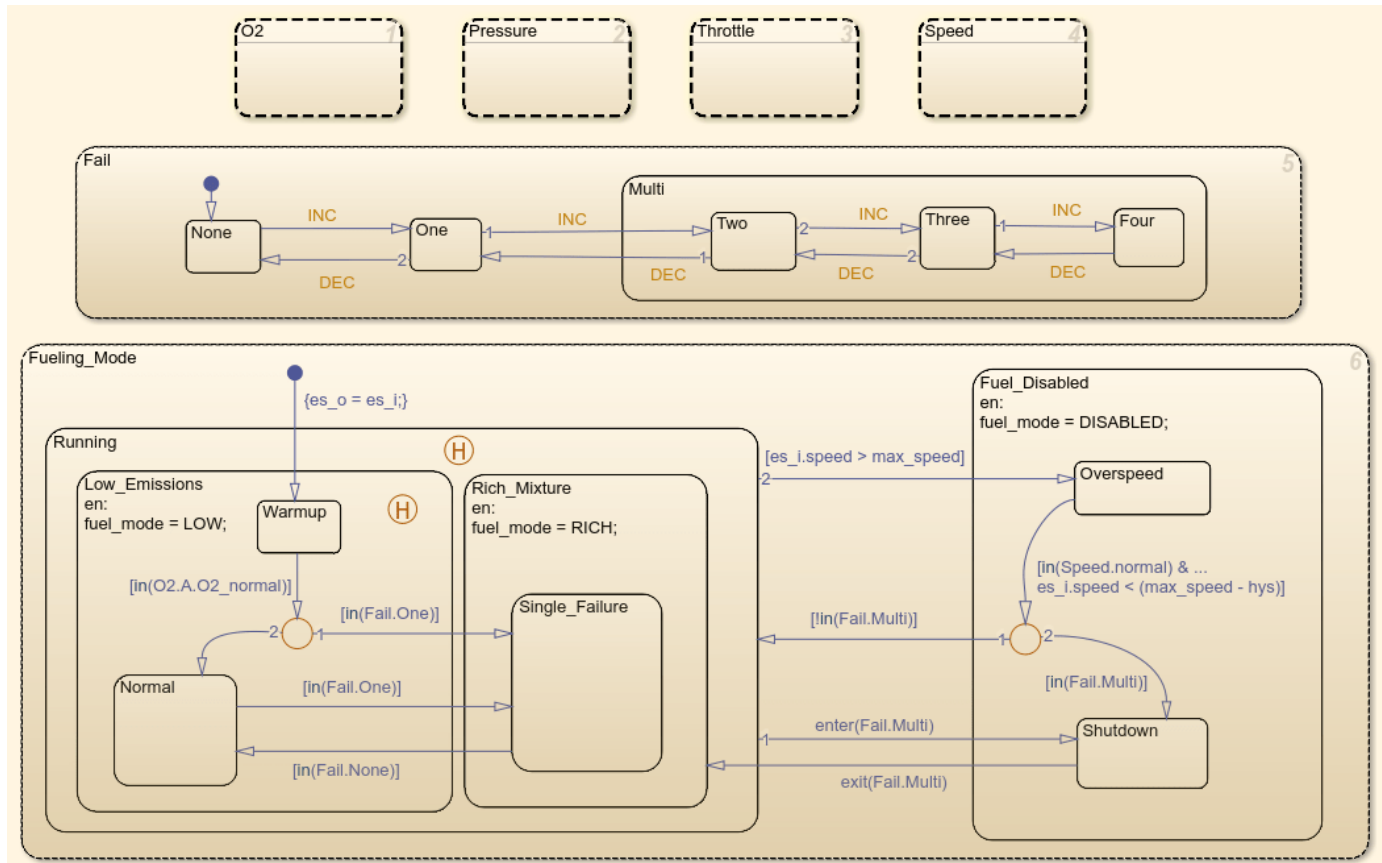 O2 1
Pressure 2
Throttle 3
Speed 4
Fail 5
Multi
None
INC
One
1
INC
Two
2
INC
Three
1
INC
Four
2
DEC
1
DEC
2
DEC
DEC
Fueling_Mode 6
{es_o = es_i;}
Running
H
Low_Emissions
en:
fuel_mode = LOW;
Warmup
H
[in(O2.A.O2_normal)]
2
1
[in(Fail.One)]
Normal
[in(Fail.One)]
[in(Fail.None)]
Rich_Mixture
en:
fuel_mode = RICH;
Single_Failure
[es_i.speed > max_speed]
2
[!in(Fail.Multi)]
1
enter(Fail.Multi)
1
exit(Fail.Multi)
Fuel_Disabled
en:
fuel_mode = DISABLED;
Overspeed
[in(Speed.normal) & ...
es_i.speed < (max_speed - hys)]
2
[in(Fail.Multi)]
Shutdown